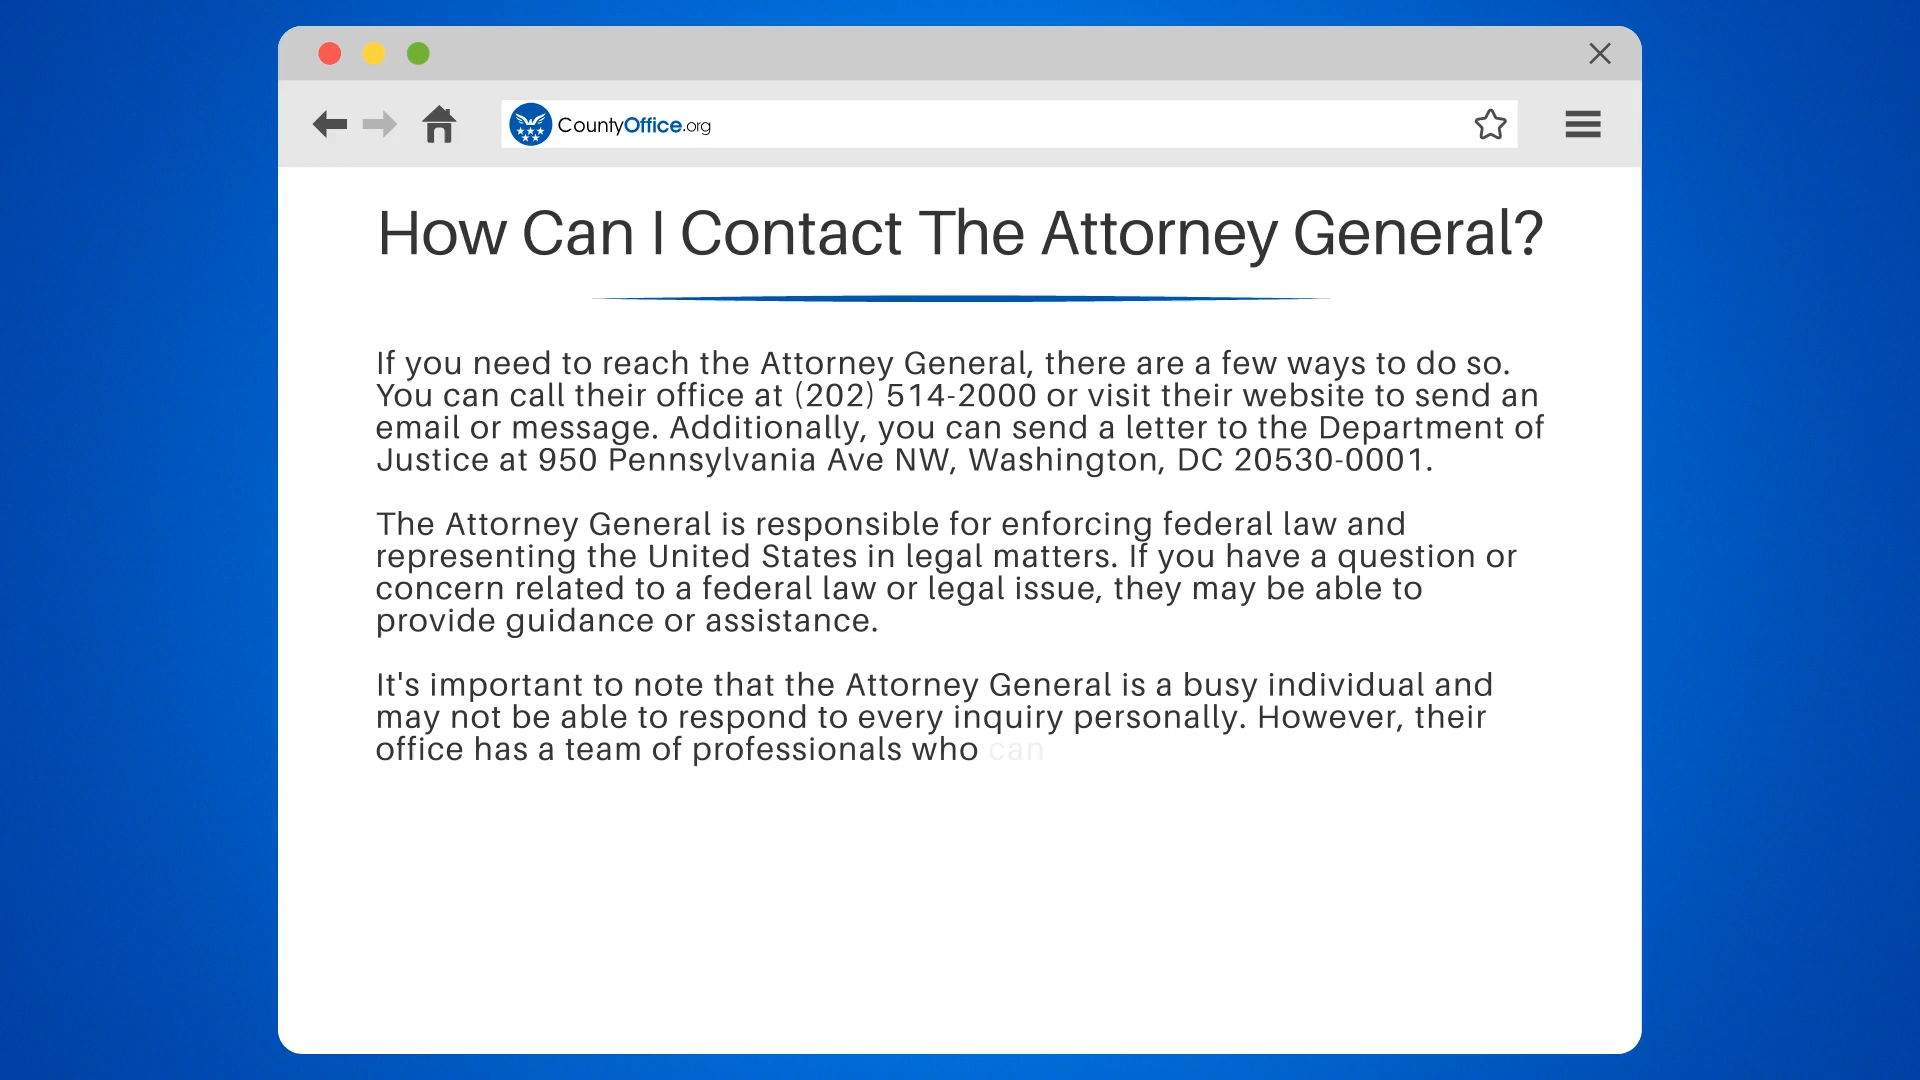 CountyOffice.org
How Can I Contact The Attorney General?
If you need to reach the Attorney General, there are a few ways to do so.
You can call their office at (202) 514-2000 or visit their website to send an
email or message. Additionally, you can send a letter to the Department of
Justice at 950 Pennsylvania Ave NW, Washington, DC 20530-0001.
The Attorney General is responsible for enforcing federal law and
representing the United States in legal matters. If you have a question or
concern related to a federal law or legal issue, they may be able to
provide guidance or assistance.
It's important to note that the Attorney General is a busy individual and
may not be able to respond to every inquiry personally. However, their
office has a team of professionals who can